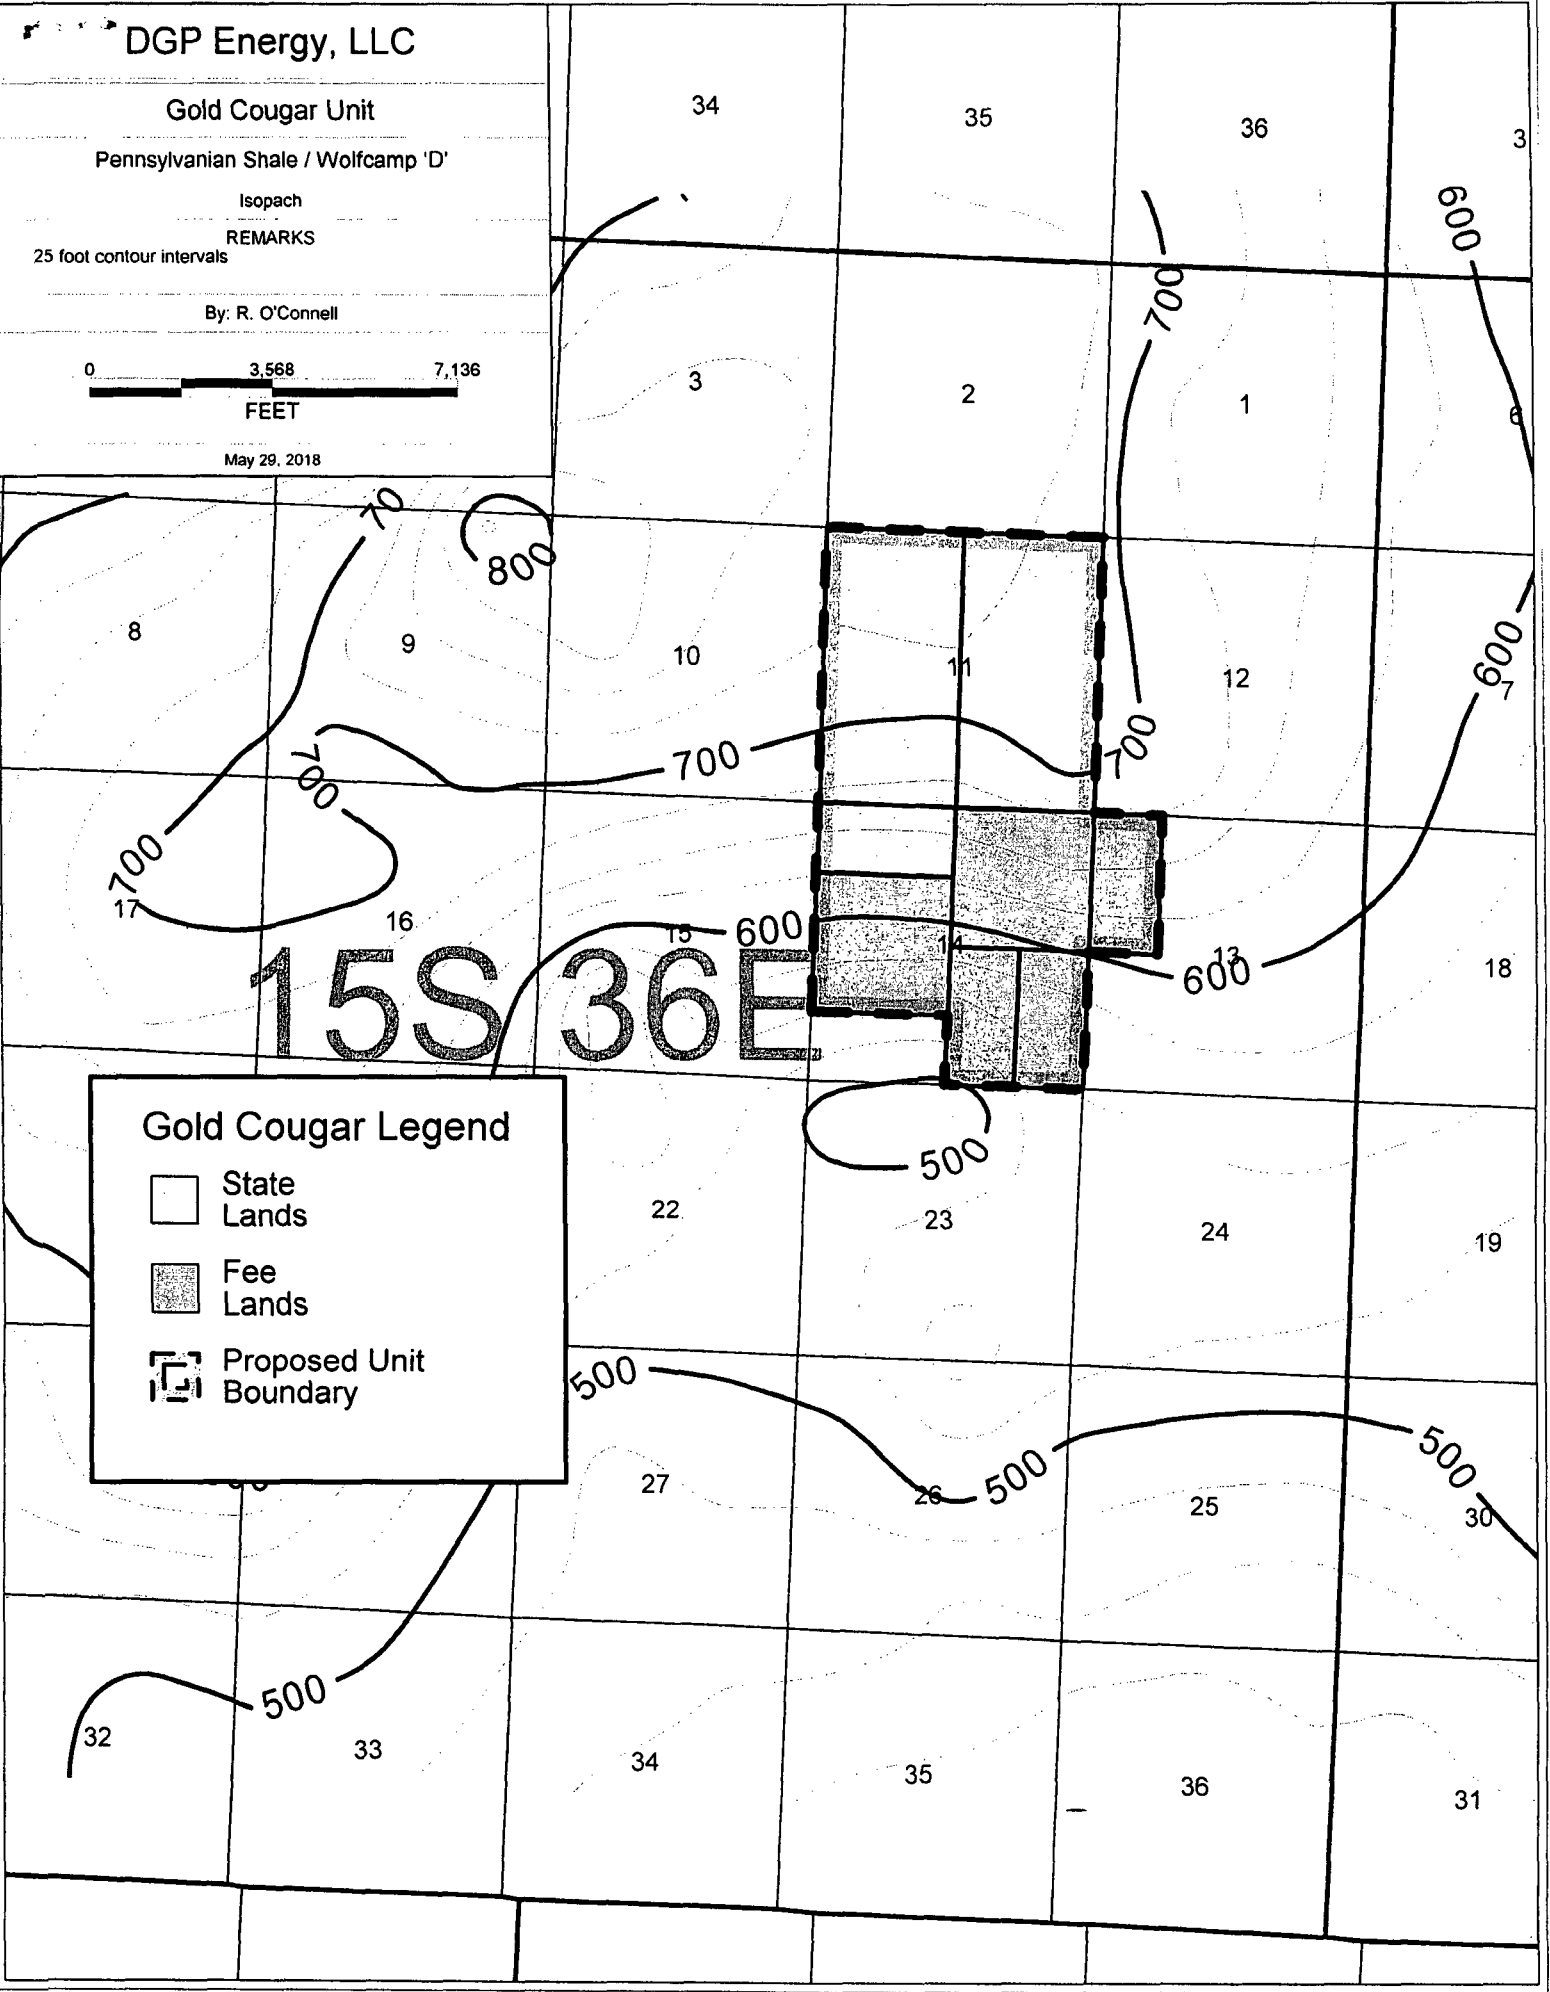 DGP Energy, LLC
Gold Cougar Unit
Pennsylvanian Shale / Wolfcamp 'D'
Isopach
REMARKS
25 foot contour intervals
By: R. O'Connell
0 3,568 7,136
FEET
May 29, 2018
34 35 36 3
600
700
3 2 1 6
70
800
8 9 10 11 12 7
600
700 700 700
700
17 16 15 14 13 18
600 600
15S 36E
500
Gold Cougar Legend
State
Lands
Fee
Lands
Proposed Unit
Boundary
22 23 24 19
500 500 500
27 26 25 30
500
32 33 34 35 36 31